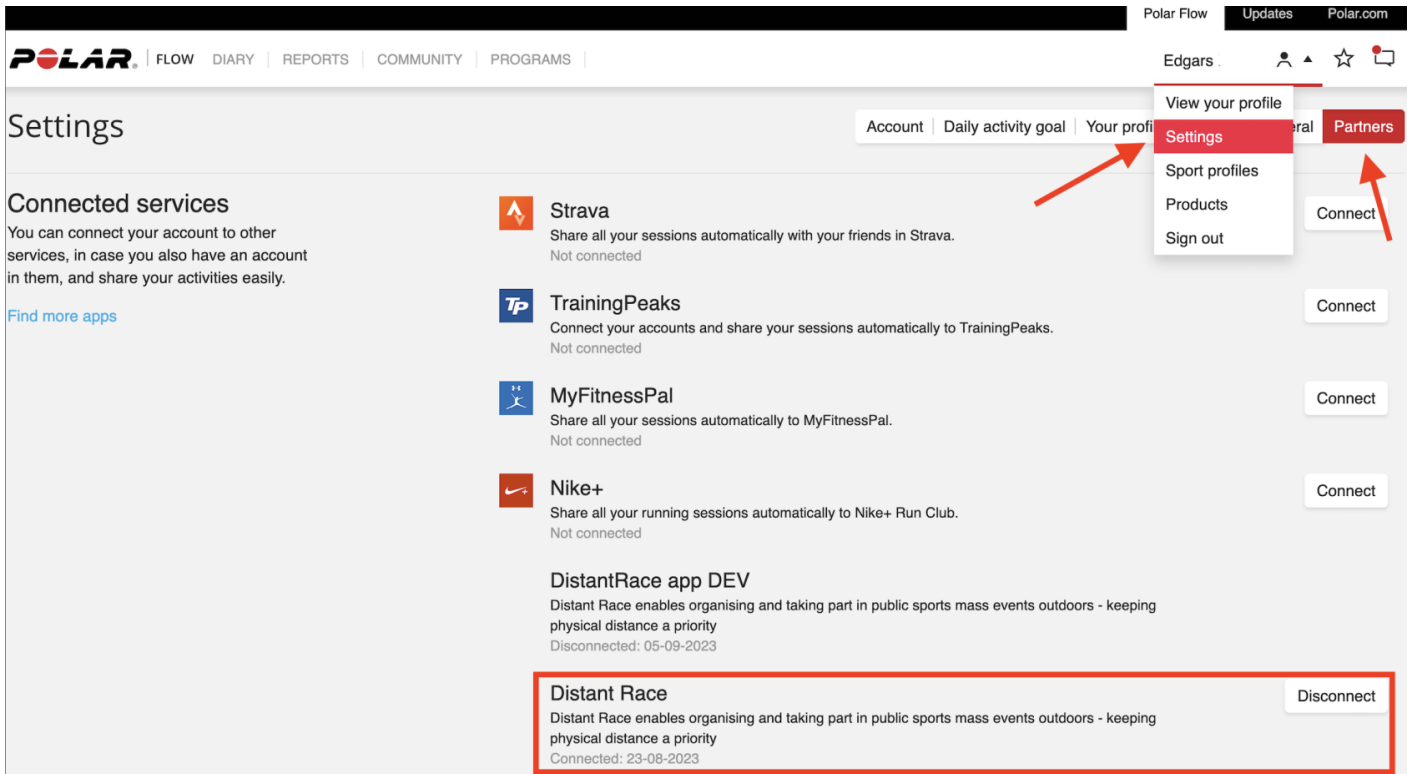 Polar Flow Updates Polar.com
POLAR. FLOW DIARY REPORTS COMMUNITY PROGRAMS
Edgars
View your profile
Settings
Sport profiles
Products
Sign out
Settings
Account Daily activity goal Your profi eral Partners
Connected services
You can connect your account to other
services, in case you also have an account
in them, and share your activities easily.
Find more apps
Strava
Share all your sessions automatically with your friends in Strava.
Not connected
Connect
TP
TrainingPeaks
Connect your accounts and share your sessions automatically to TrainingPeaks.
Not connected
Connect
MyFitnessPal
Share all your sessions automatically to MyFitnessPal.
Not connected
Connect
Nike+
Share all your running sessions automatically to Nike+ Run Club.
Not connected
Connect
DistantRace app DEV
Distant Race enables organising and taking part in public sports mass events outdoors - keeping
physical distance a priority
Disconnected: 05-09-2023
Distant Race
Distant Race enables organising and taking part in public sports mass events outdoors - keeping
physical distance a priority
Connected: 23-08-2023
Disconnect